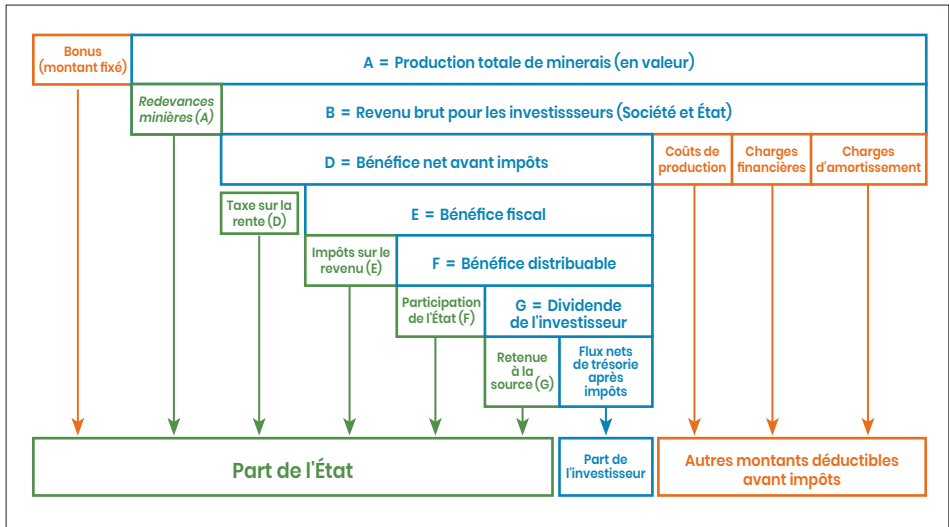 Bonus
(montant fixé)
A = Production totale de minerais (en valeur)
Redevances
minières (A)
B = Revenu brut pour les investissseurs (Société et État)
D = Bénéfice net avant impôts
Coûts de
production
Charges
financières
Charges
d'amortissement
Taxe sur la
rente (D)
E = Bénéfice fiscal
Impôts sur le
revenu (E)
F = Bénéfice distribuable
Participation
de l'État (F)
G = Dividende
de l'investisseur
Retenue
à la
source (G)
Flux nets
de trésorie
après
impôts
Part de l'État
Part de
l'investisseur
Autres montants déductibles
avant impôts